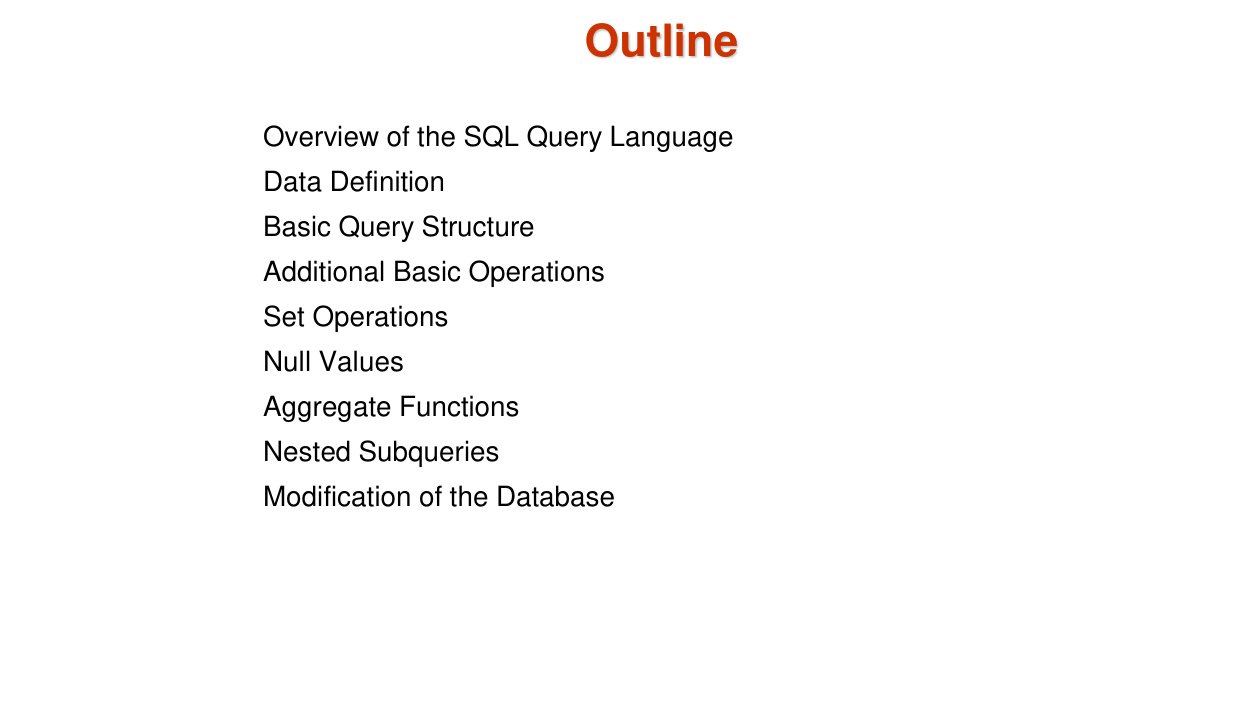 Outline
Overview of the SQL Query Language
Data Definition
Basic Query Structure
Additional Basic Operations
Set Operations
Null Values
Aggregate Functions
Nested Subqueries
Modification of the Database